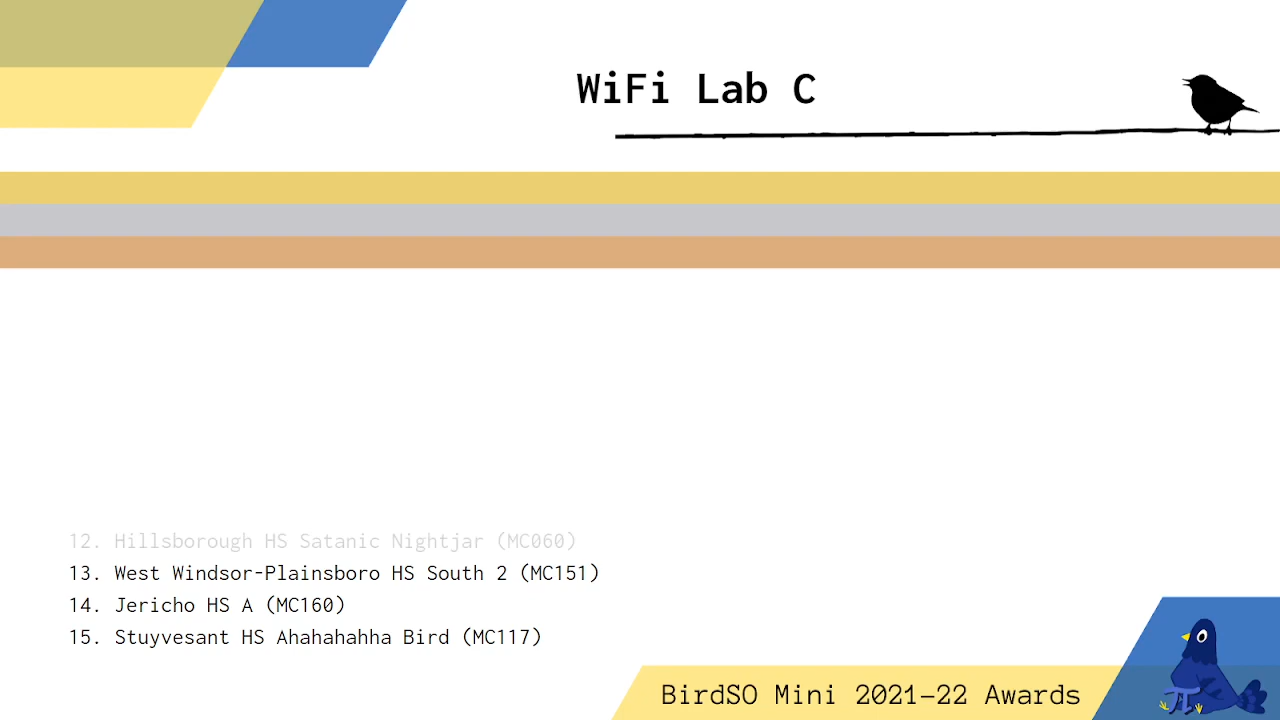 WiFi Lab C
12. Hillsborough HS Satanic Nightjar (MC060)
13. West Windsor-Plainsboro HS South 2 (MC151)
14. Jericho HS A (MC160)
15. Stuyvesant HS Ahahahahha Bird (MC117)
BirdSO Mini 2021–22 Awards